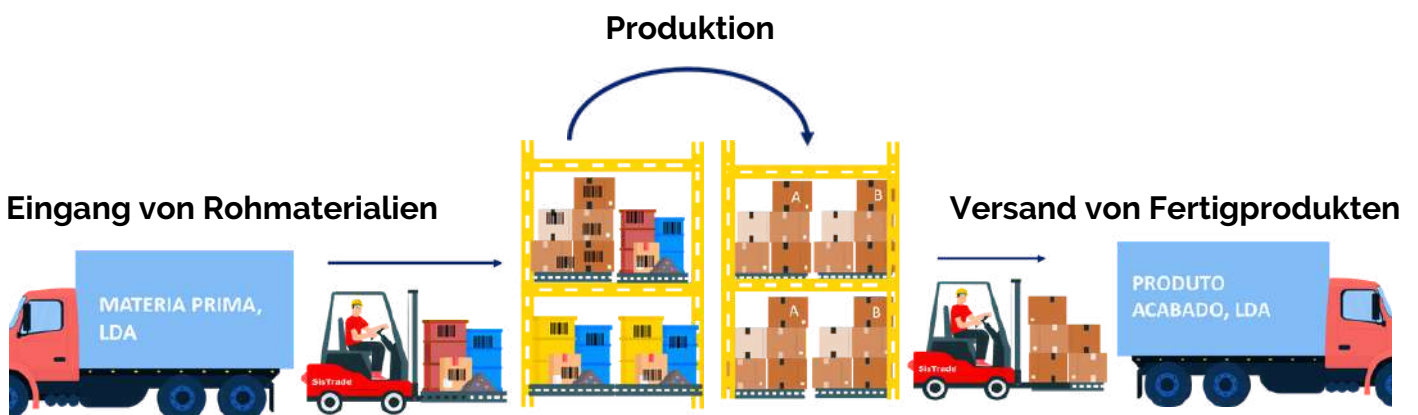 Produktion
Eingang von Rohmaterialien
Versand von Fertigprodukten
MATERIA PRIMA,
LDA
SisTrade
A
B
A
B
SisTrade
PRODUTO
ACABADO, LDA